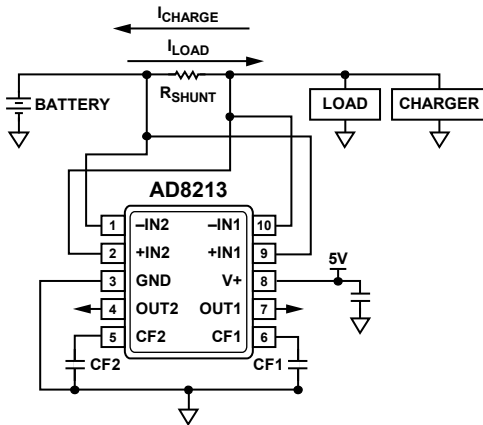 ICHARGE
ILOAD
BATTERY
RSHUNT
LOAD
CHARGER
AD8213
1 –IN2 –IN1 10
2 +IN2 +IN1 9
3 GND V+ 8
5V
4 OUT2 OUT1 7
5 CF2 CF1 6
CF2 CF1